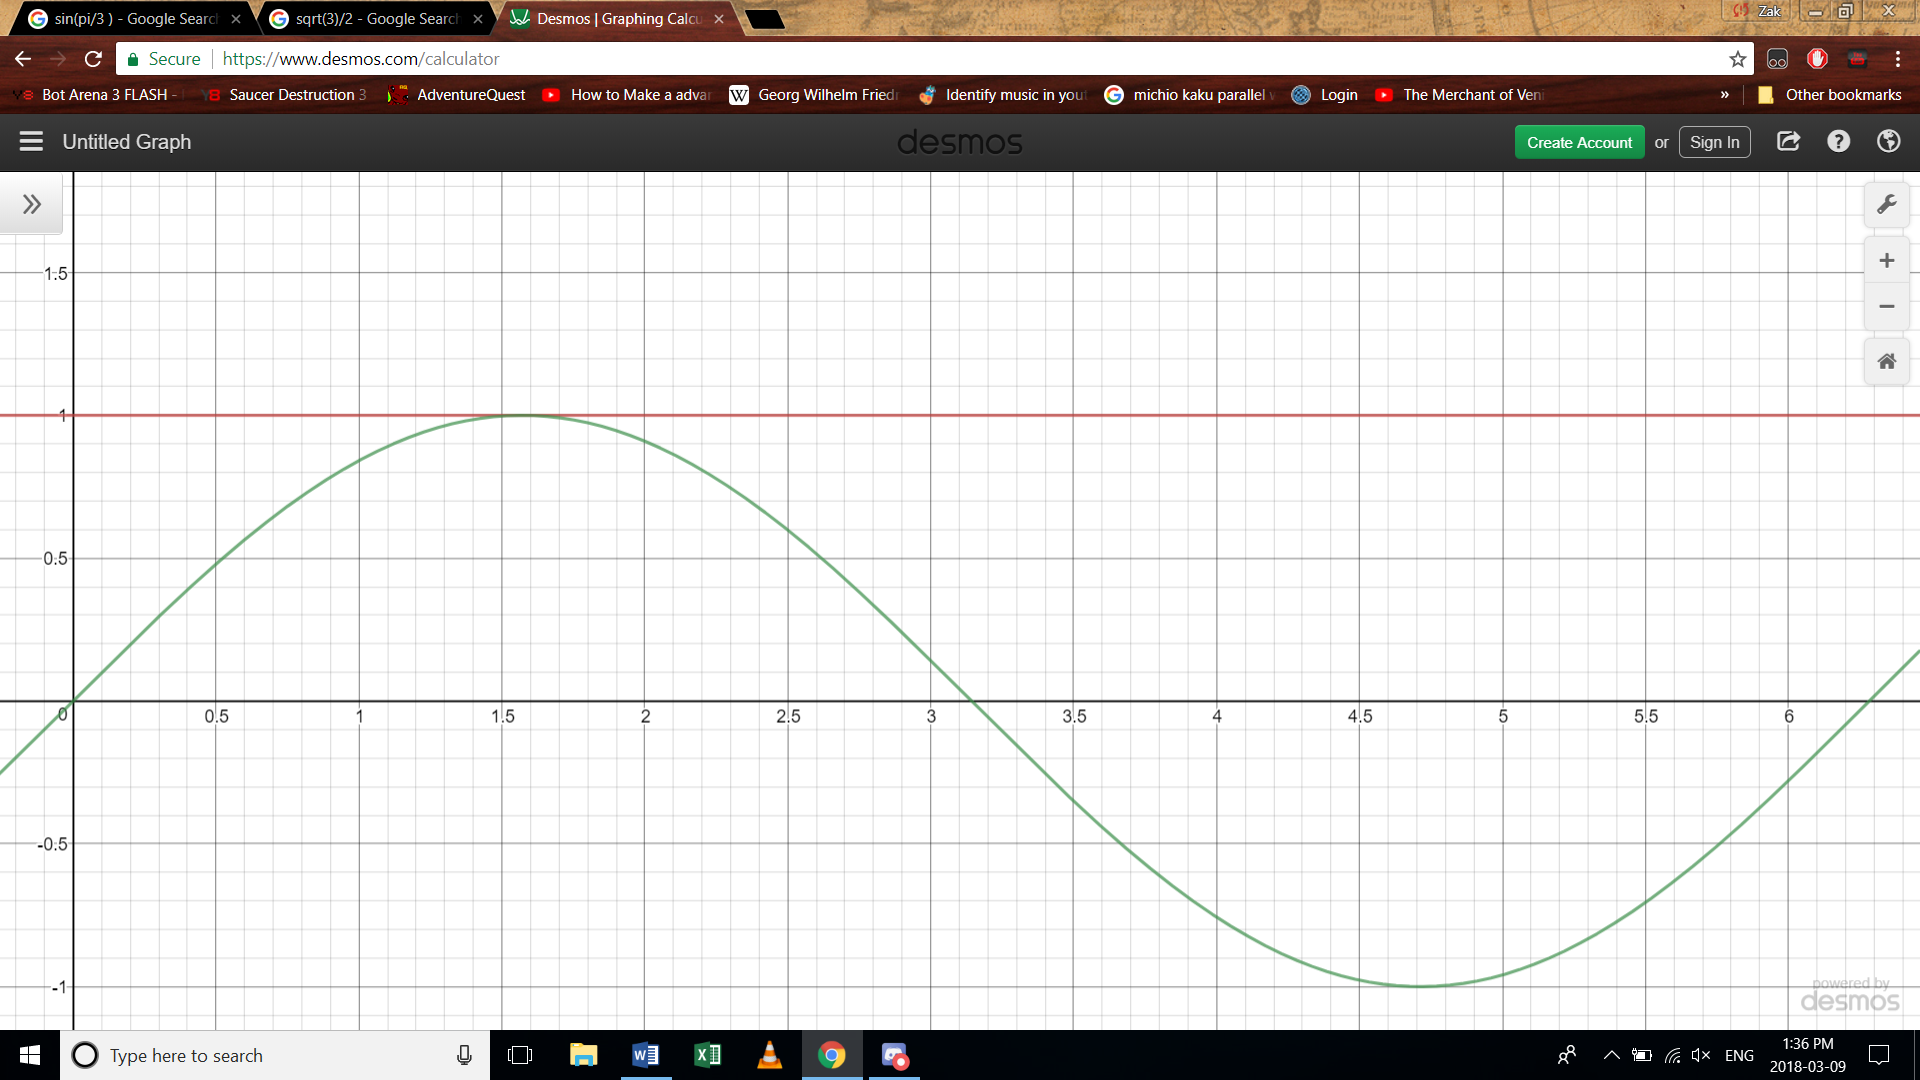 sin(pi/3 ) - Google Searc
sqrt(3)/2 - Google Searc
Desmos | Graphing Calcu
Zak
Secure
https://www.desmos.com/calculator
Bot Arena 3 FLASH -
Saucer Destruction 3
AdventureQuest
How to Make a advar
Georg Wilhelm Friedr
Identify music in your
michio kaku parallel
Login
The Merchant of Veni
»
Other bookmarks
Untitled Graph
desmos
Create Account
or
Sign In
1.5
1
0.5
0
0.5
1
1.5
2
2.5
3
3.5
4
4.5
5
5.5
6
-0.5
-1
powered by
desmos
Type here to search
ENG
1:36 PM
2018-03-09